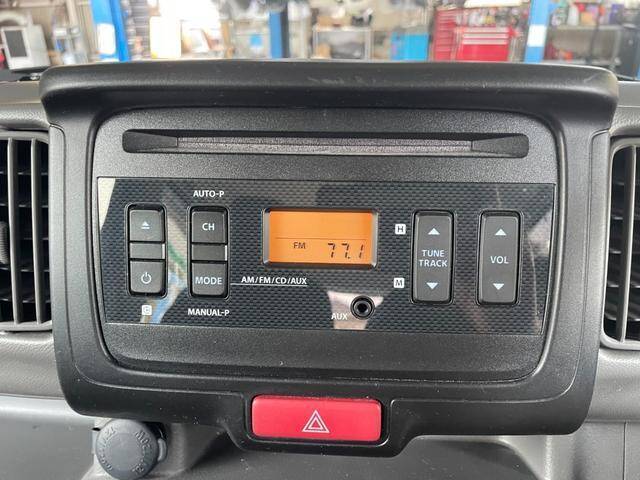 AUTO-P
CH
MODE
MANUAL-P
FM 77.1
AM/FM/CD/AUX
AUX
H
M
TUNE
TRACK
VOL